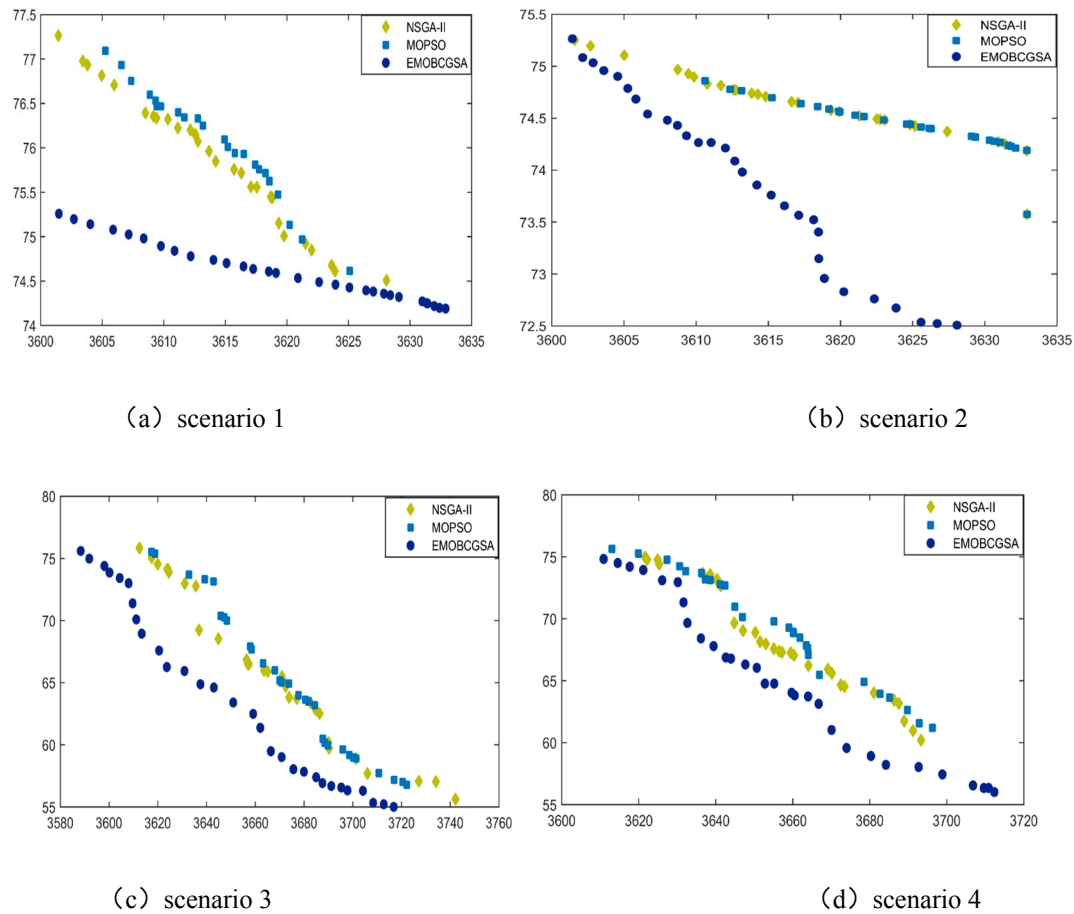 77.5
77
76.5
76
75.5
75
74.5
74
3600 3605 3610 3615 3620 3625 3630 3635
NSGA-II
MOPSO
EMOBCGSA
(a) scenario 1
75.5
75
74.5
74
73.5
73
72.5
3600 3605 3610 3615 3620 3625 3630 3635
NSGA-II
MOPSO
EMOBCGSA
(b) scenario 2
80
75
70
65
60
55
3580 3600 3620 3640 3660 3680 3700 3720 3740 3760
NSGA-II
MOPSO
EMOBCGSA
(c) scenario 3
80
75
70
65
60
55
3600 3620 3640 3660 3680 3700 3720
NSGA-II
MOPSO
EMOBCGSA
(d) scenario 4